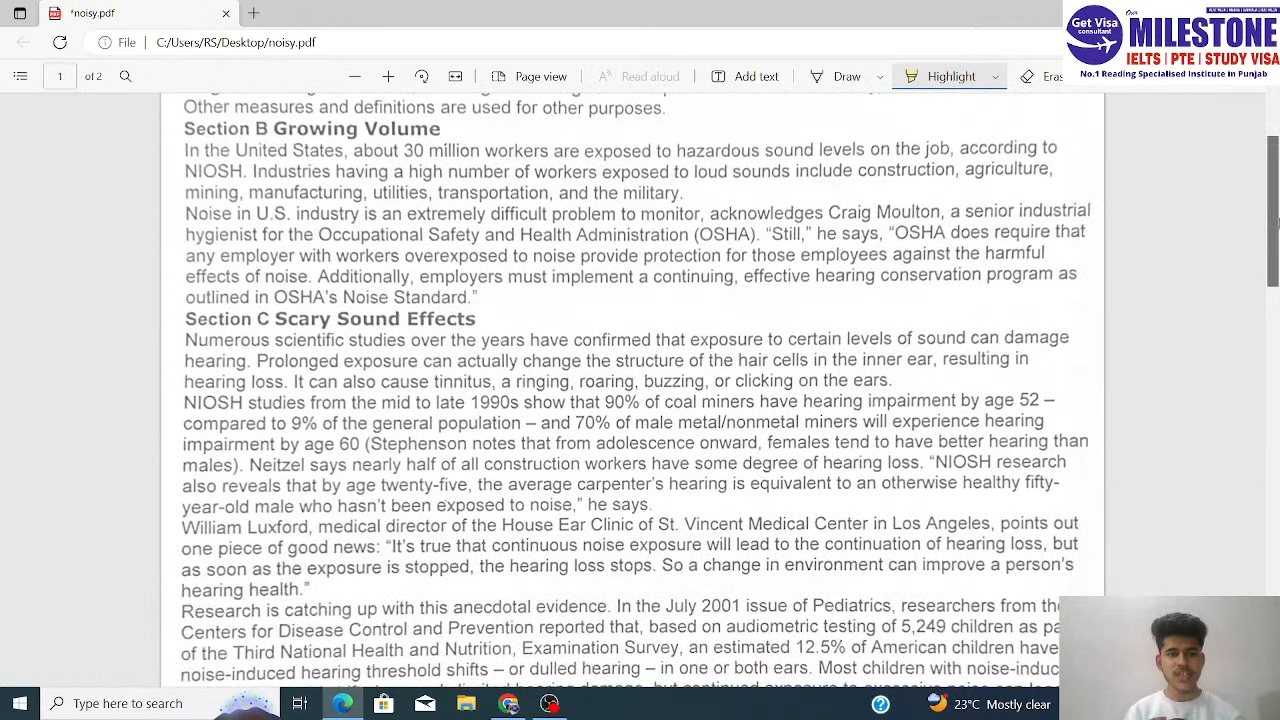 *noisy.pdf
File
C:/Users/RS/Desktop/noisy.pdf
1 of 2
Page view
Read aloud
Add text
Draw
Highlight
Eras
Get Visa
consultant
Our
MILESTONE
IELTS | PTE | STUDY VISA
No.1 Reading Specialised Institute in Punjab
Other measures and definitions are used for other purposes.
Section B Growing Volume
In the United States, about 30 million workers are exposed to hazardous sound levels on the job, according to
NIOSH. Industries having a high number of workers exposed to loud sounds include construction, agriculture,
mining, manufacturing, utilities, transportation, and the military.
Noise in U.S. industry is an extremely difficult problem to monitor, acknowledges Craig Moulton, a senior industrial
hygienist for the Occupational Safety and Health Administration (OSHA). “Still,” he says, “OSHA does require that
any employer with workers overexposed to noise provide protection for those employees against the harmful
effects of noise. Additionally, employers must implement a continuing, effective hearing conservation program as
outlined in OSHA's Noise Standard.”
Section C Scary Sound Effects
Numerous scientific studies over the years have confirmed that exposure to certain levels of sound can damage
hearing. Prolonged exposure can actually change the structure of the hair cells in the inner ear, resulting in
hearing loss. It can also cause tinnitus, a ringing, roaring, buzzing, or clicking on the ears.
NIOSH studies from the mid to late 1990s show that 90% of coal miners have hearing impairment by age 52 –
compared to 9% of the general population – and 70% of male metal/nonmetal miners will experience hearing
impairment by age 60 (Stephenson notes that from adolescence onward, females tend to have better hearing than
males). Neitzel says nearly half of all construction workers have some degree of hearing loss. “NIOSH research
also reveals that by age twenty-five, the average carpenter's hearing is equivalent to an otherwise healthy fifty-
year-old male who hasn't been exposed to noise,” he says.
William Luxford, medical director of the House Ear Clinic of St. Vincent Medical Center in Los Angeles, points out
one piece of good news: “It's true that continuous noise exposure will lead to the continuation of hearing loss, but
as soon as the exposure is stopped, the hearing loss stops. So a change in environment can improve a person's
hearing health.”
Research is catching up with this anecdotal evidence. In the July 2001 issue of Pediatrics, researchers from th
Centers for Disease Control and Prevention reported that, based on audiometric testing of 5,249 children as pa
of the Third National Health and Nutrition, Examination Survey, an estimated 12.5% of American children have
noise-induced hearing threshold shifts – or dulled hearing – in one or both ears. Most children with noise-induc
Type here to search
23°C Mostly clear